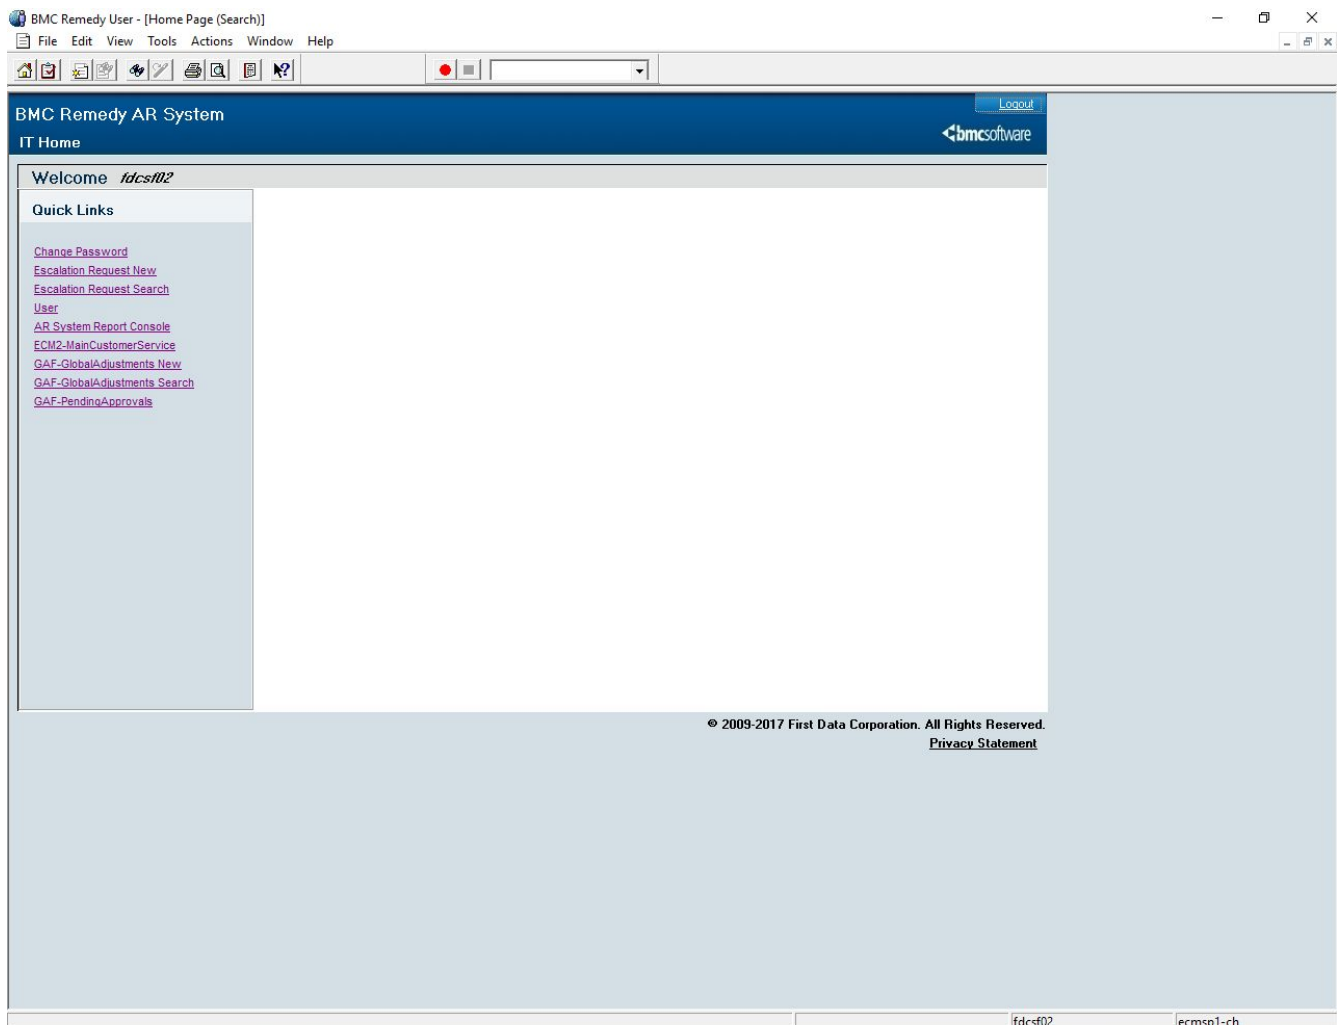 BMC Remedy User - [Home Page (Search)]
File Edit View Tools Actions Window Help
Logout
BMC Remedy AR System
bmcsoftware
IT Home
Welcome fdcsf02
Quick Links
Change Password
Escalation Request New
Escalation Request Search
User
AR System Report Console
ECM2-MainCustomerService
GAF-GlobalAdjustments New
GAF-GlobalAdjustments Search
GAF-PendingApprovals
© 2009-2017 First Data Corporation. All Rights Reserved.
Privacy Statement
fdcsf02 ecmsp1-ch